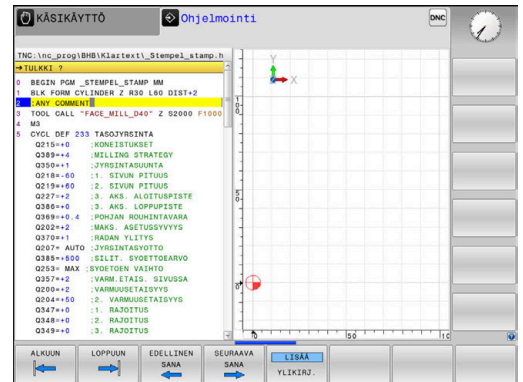 KÄSIKÄYTTÖ
Ohjelmointi
DNC
TNC:\nc_prog\BHB\Klartext\_Stempel_stamp.h
→TULKKI ?
0 BEGIN PGM _STEMPEL_STAMP MM
1 BLK FORM CYLINDER Z R30 L60 DIST+2
2 ;ANY COMMENT
3 TOOL CALL "FACE_MILL_D40" Z S2000 F1000
4 M3
5 CYCL DEF 233 TASOJYRSINTA
Q215=+0 ;KONEISTUKSET
Q389=+4 ;MILLING STRATEGY
Q350=+1 ;JYRSINTASUUNTA
Q218=-60 ;1. SIVUN PITUUS
Q219=+60 ;2. SIVUN PITUUS
Q227=+2 ;3. AKS. ALOITUSPISTE
Q386=+0 ;3. AKS. LOPPUPISTE
Q369=+0.4 ;POHJAN ROUHINTAVARA
Q202=+2 ;MAKS. ASETUSSYVYYS
Q370=+1 ;RADAN YLITYS
Q207= AUTO ;JYRSINTASYOTTO
Q385=+500 ;SILIT. SYOETTOEARVO
Q253= MAX ;SYOETOEN VAIHTO
Q357=+2 ;VARM.ETAIS. SIVUSSA
Q200=+2 ;VARMUUSETAISYYS
Q204=+50 ;2. VARMUUSETAISYYS
Q347=+0 ;1. RAJOITUS
Q348=+0 ;2. RAJOITUS
Q349=+0 ;3. RAJOITUS
Y
X
100
50
0
0
50
10
ALKUUN
LOPPUUN
EDELLINEN
SANA
SEURAAVA
SANA
LISÄÄ
YLIKIRJ.